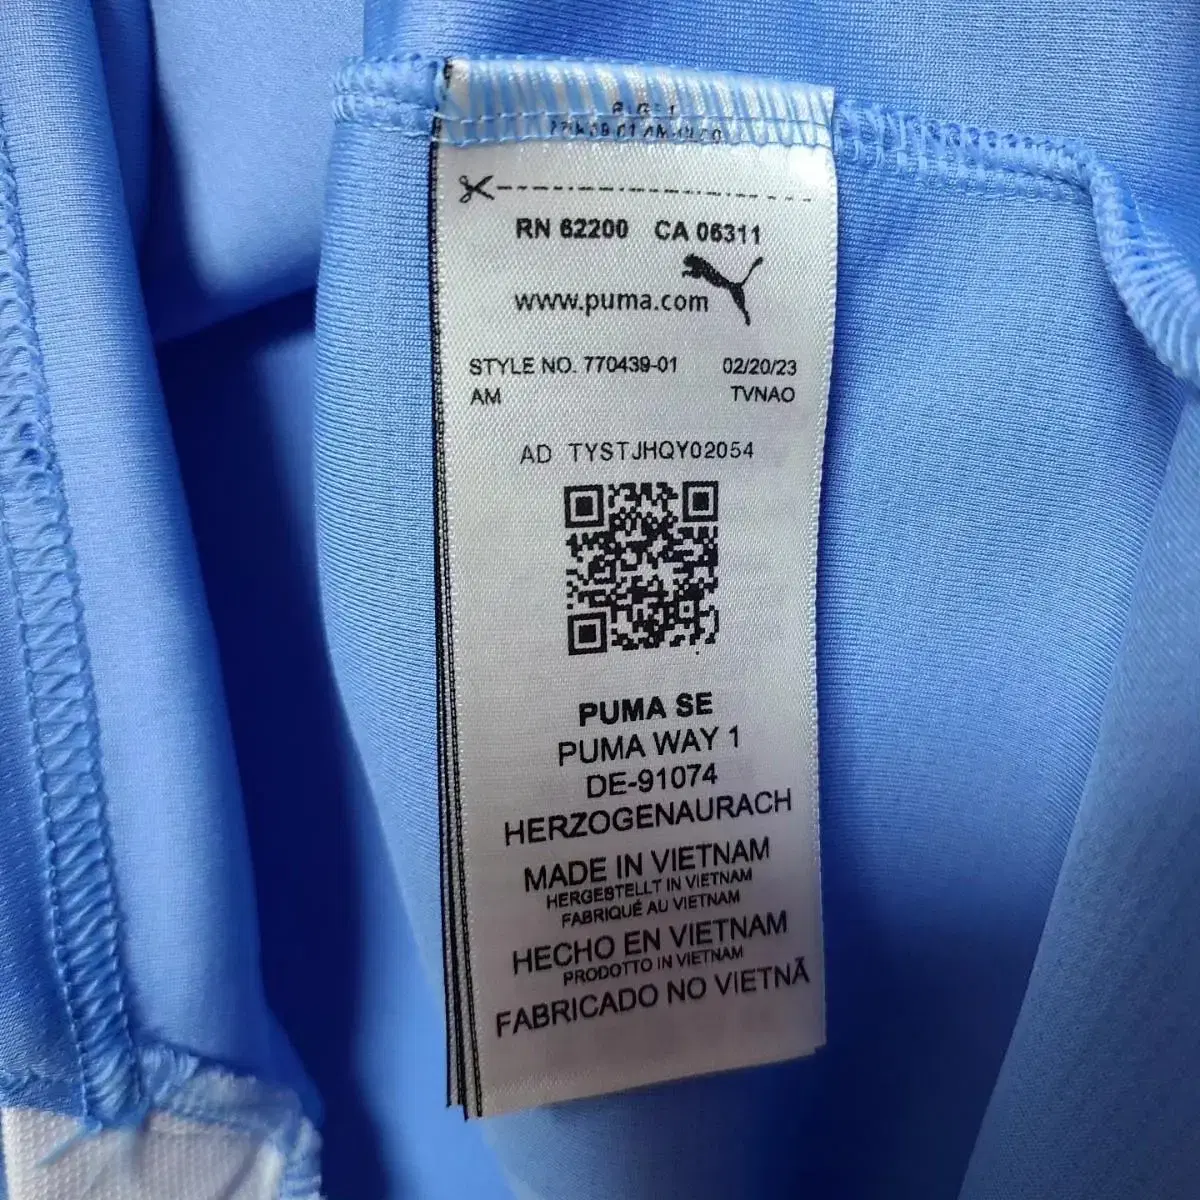 RN 62200 CA 06311
www.puma.com
STYLE NO. 770439-01 02/20/23
AM TVNAO
AD TYSTJHQY02054
PUMA SE
PUMA WAY 1
DE-91074
HERZOGENAURACH
MADE IN VIETNAM
HERGESTELLT IN VIETNAM
FABRIQUÉ AU VIETNAM
HECHO EN VIETNAM
PRODOTTO IN VIETNAM
FABRICADO NO VIETNÃ